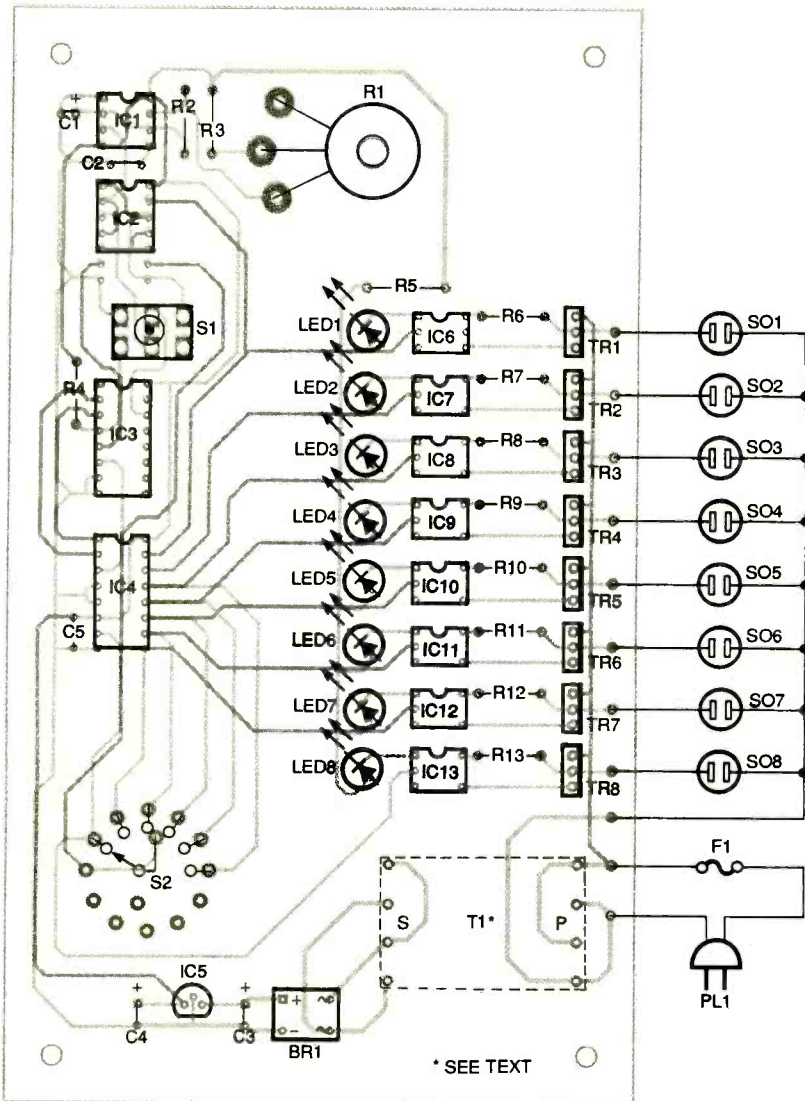 R1
R2
R3
C1
+
IC1
C2
IC2
S1
R5
R4
IC3
LED1
IC6
R6
TR1
SO1
LED2
IC7
R7
TR2
SO2
LED3
IC8
R8
TR3
SO3
LED4
IC9
R9
TR4
SO4
IC4
LED5
IC10
R10
TR5
SO5
C5
LED6
IC11
R11
TR6
SO6
LED7
IC12
R12
TR7
SO7
LED8
IC13
R13
TR8
SO8
S2
F1
S
T1*
P
PL1
IC5
+
+
C4
C3
+
~
-
~
BR1
* SEE TEXT